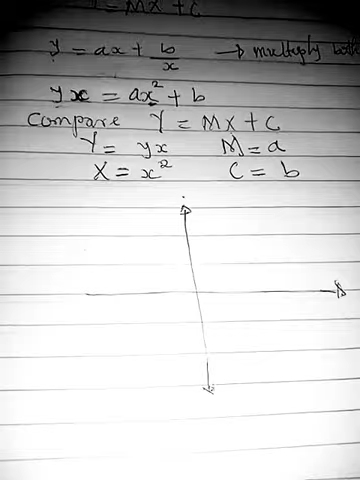 Y = MX + C
y = ax + b/x → multiply both
yx = ax² + b
Compare Y = MX + C
Y = yx M = a
X = x² C = b